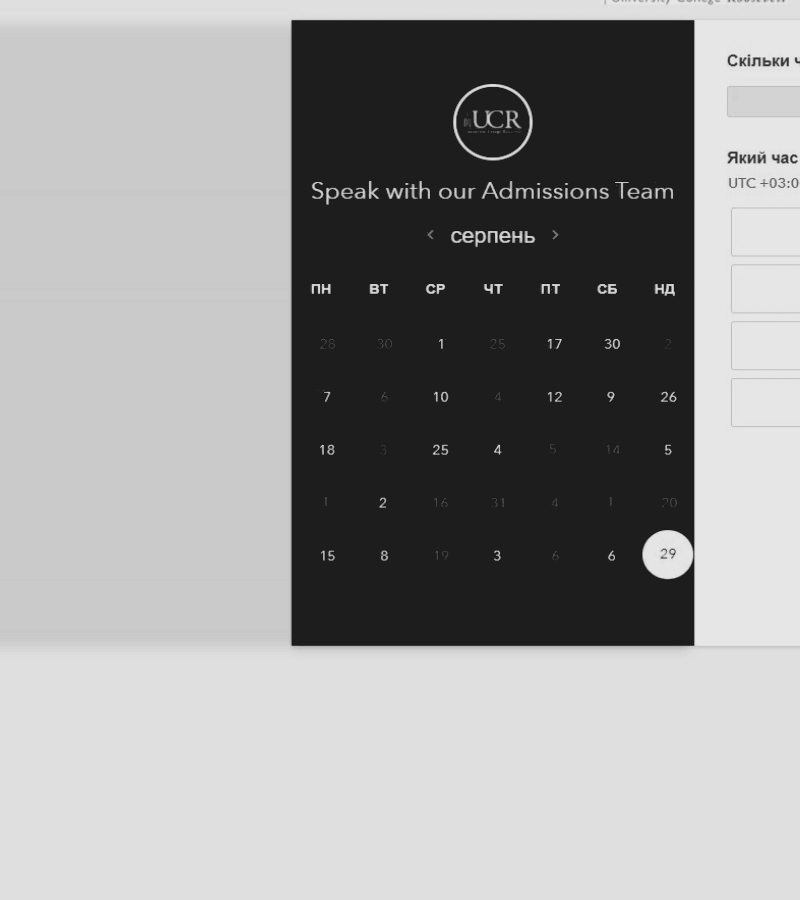 University College Roosevelt
UCR
Speak with our Admissions Team
< серпень >
ПН ВТ СР ЧТ ПТ СБ НД
28 30 1 25 17 30 2
7 6 10 4 12 9 26
18 3 25 4 5 14 5
1 2 16 31 4 1 20
15 8 19 3 6 6 29
Скільки ч
Який час
UTC +03:0